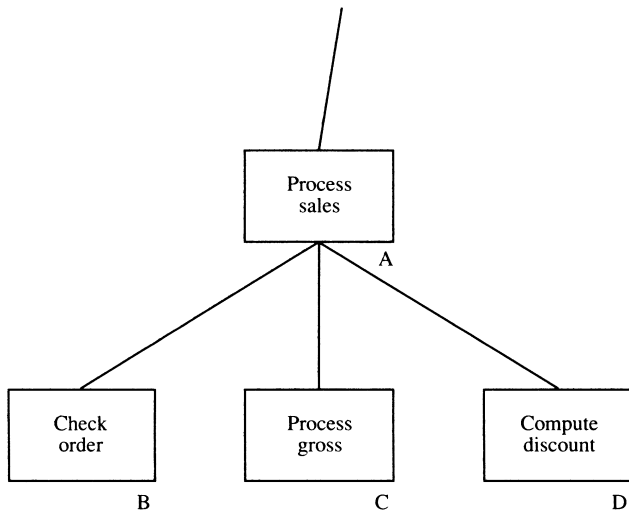 Process
sales
A
Check
order
Process
gross
Compute
discount
B
C
D